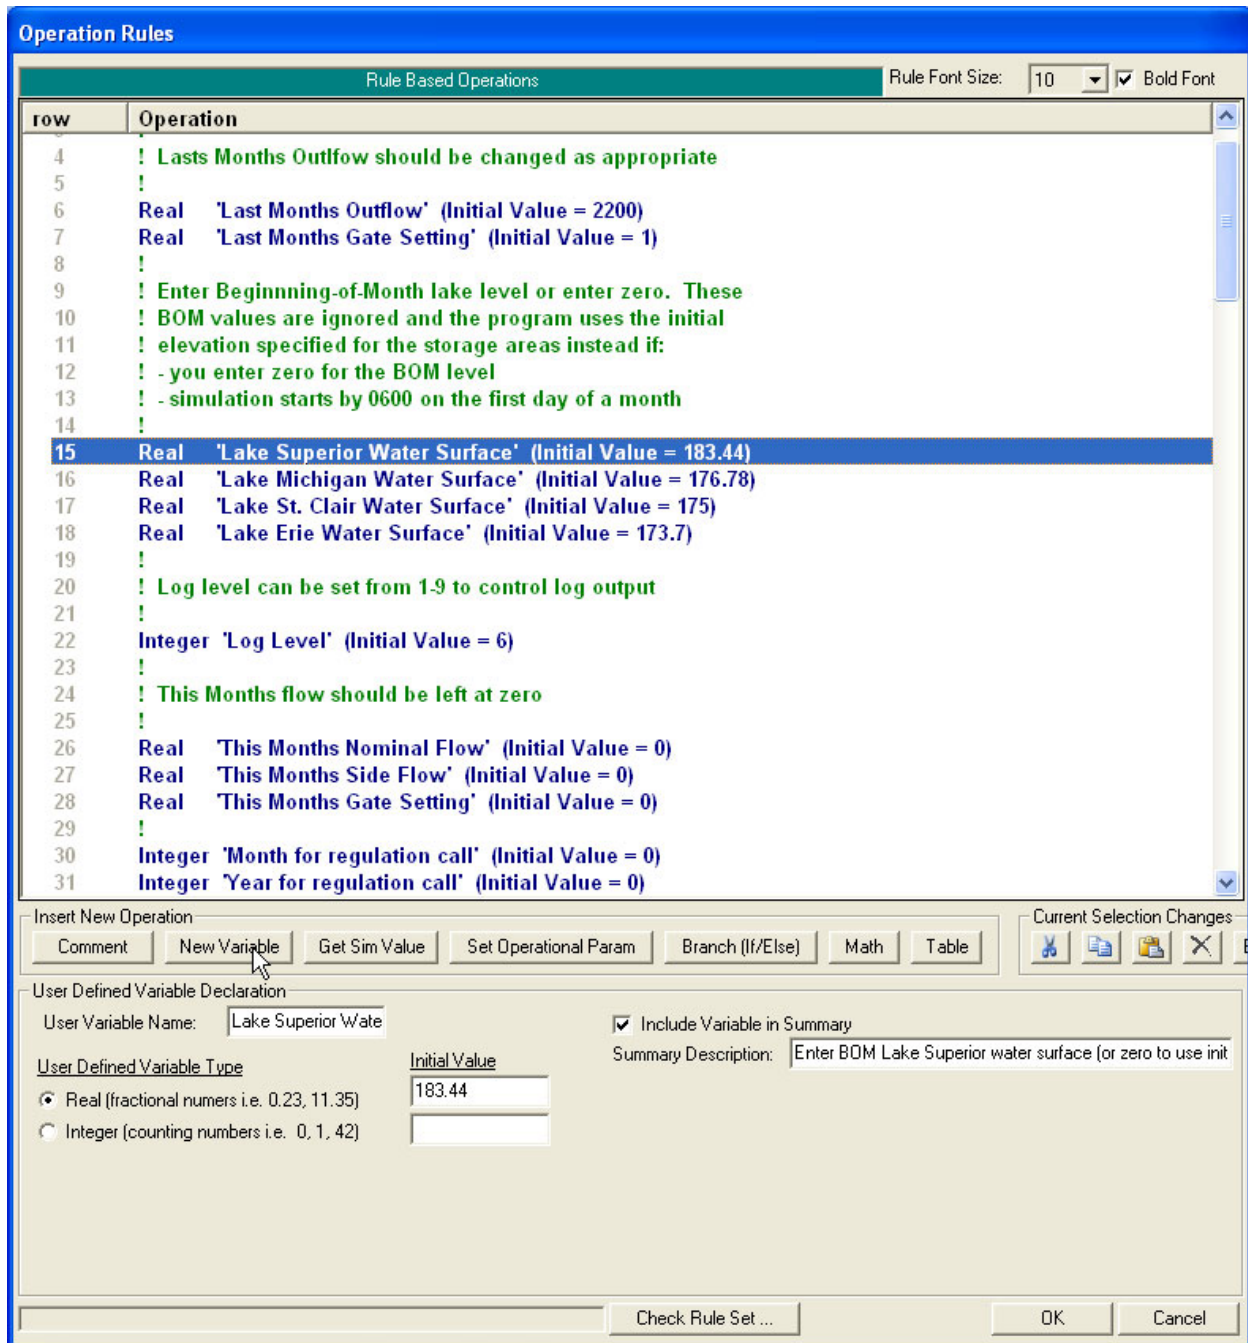 Operation Rules
Rule Based Operations Rule Font Size: 10 Bold Font
row Operation
4 ! Lasts Months Outlfow should be changed as appropriate
5 !
6 Real 'Last Months Outflow' (Initial Value = 2200)
7 Real 'Last Months Gate Setting' (Initial Value = 1)
8 !
9 ! Enter Beginnning-of-Month lake level or enter zero. These
10 ! BOM values are ignored and the program uses the initial
11 ! elevation specified for the storage areas instead if:
12 ! - you enter zero for the BOM level
13 ! - simulation starts by 0600 on the first day of a month
14 !
15 Real 'Lake Superior Water Surface' (Initial Value = 183.44)
16 Real 'Lake Michigan Water Surface' (Initial Value = 176.78)
17 Real 'Lake St. Clair Water Surface' (Initial Value = 175)
18 Real 'Lake Erie Water Surface' (Initial Value = 173.7)
19 !
20 ! Log level can be set from 1-9 to control log output
21 !
22 Integer 'Log Level' (Initial Value = 6)
23 !
24 ! This Months flow should be left at zero
25 !
26 Real 'This Months Nominal Flow' (Initial Value = 0)
27 Real 'This Months Side Flow' (Initial Value = 0)
28 Real 'This Months Gate Setting' (Initial Value = 0)
29 !
30 Integer 'Month for regulation call' (Initial Value = 0)
31 Integer 'Year for regulation call' (Initial Value = 0)
Insert New Operation Current Selection Changes
Comment New Variable Get Sim Value Set Operational Param Branch (If/Else) Math Table
User Defined Variable Declaration
User Variable Name: Lake Superior Wate Include Variable in Summary
Summary Description: Enter BOM Lake Superior water surface (or zero to use init
User Defined Variable Type Initial Value
Real (fractional numers i.e. 0.23, 11.35) 183.44
Integer (counting numbers i.e. 0, 1, 42)
Check Rule Set ... OK Cancel